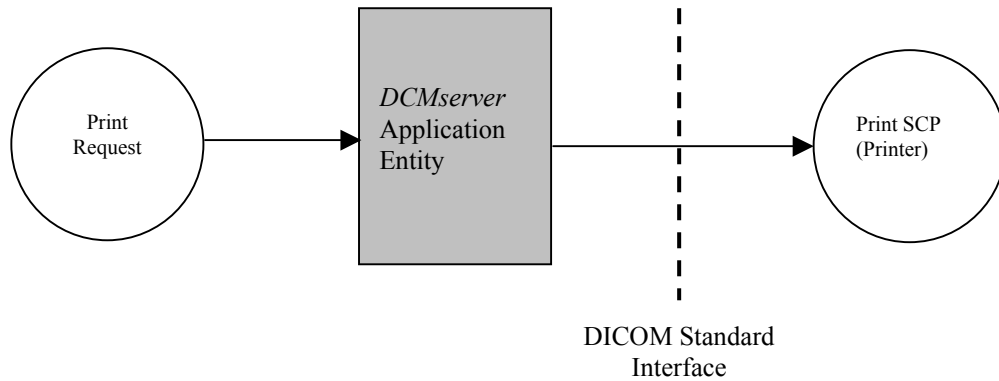 Print
Request
DCMserver
Application
Entity
Print SCP
(Printer)
DICOM Standard
Interface